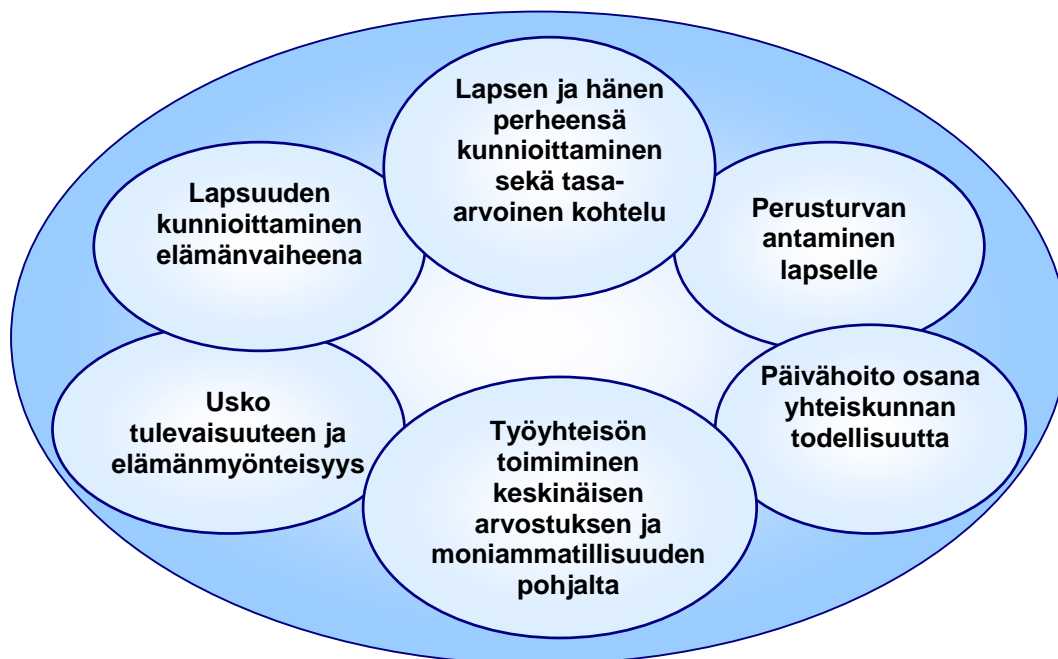 Lapsen ja hänen
perheensä
kunnioittaminen
sekä tasa-
arvoinen kohtelu
Lapsuuden
kunnioittaminen
elämänvaiheena
Perusturvan
antaminen
lapselle
Usko
tulevaisuuteen ja
elämänmyönteisyys
Työyhteisön
toimiminen
keskinäisen
arvostuksen ja
moniammatillisuuden
pohjalta
Päivähoito osana
yhteiskunnan
todellisuutta